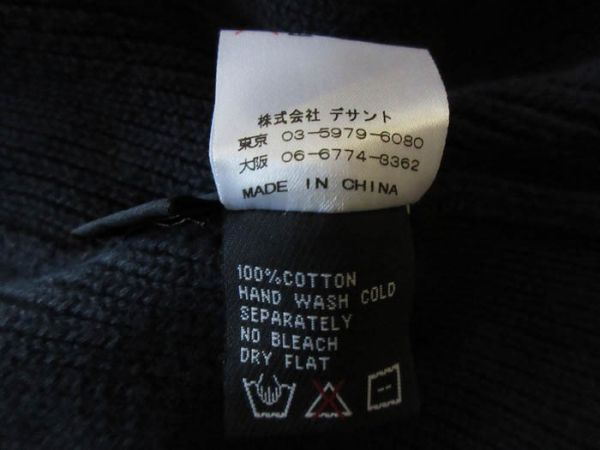 株式会社 デサント
東京 03-5979-6080
大阪 06-6774-3362
MADE IN CHINA
100%COTTON
HAND WASH COLD
SEPARATELY
NO BLEACH
DRY FLAT